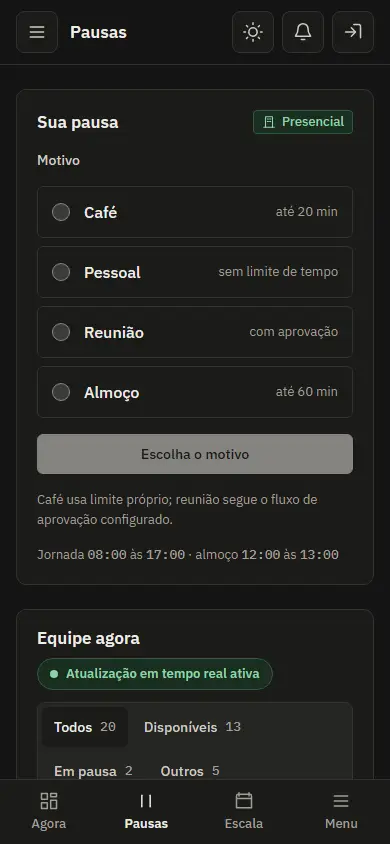 Pausas
Sua pausa
Presencial
Motivo
Café até 20 min
Pessoal sem limite de tempo
Reunião com aprovação
Almoço até 60 min
Escolha o motivo
Café usa limite próprio; reunião segue o fluxo de
aprovação configurado.
Jornada 08:00 às 17:00 · almoço 12:00 às 13:00
Equipe agora
Atualização em tempo real ativa
Todos 20 Disponíveis 13
Em pausa 2 Outros 5
Agora Pausas Escala Menu